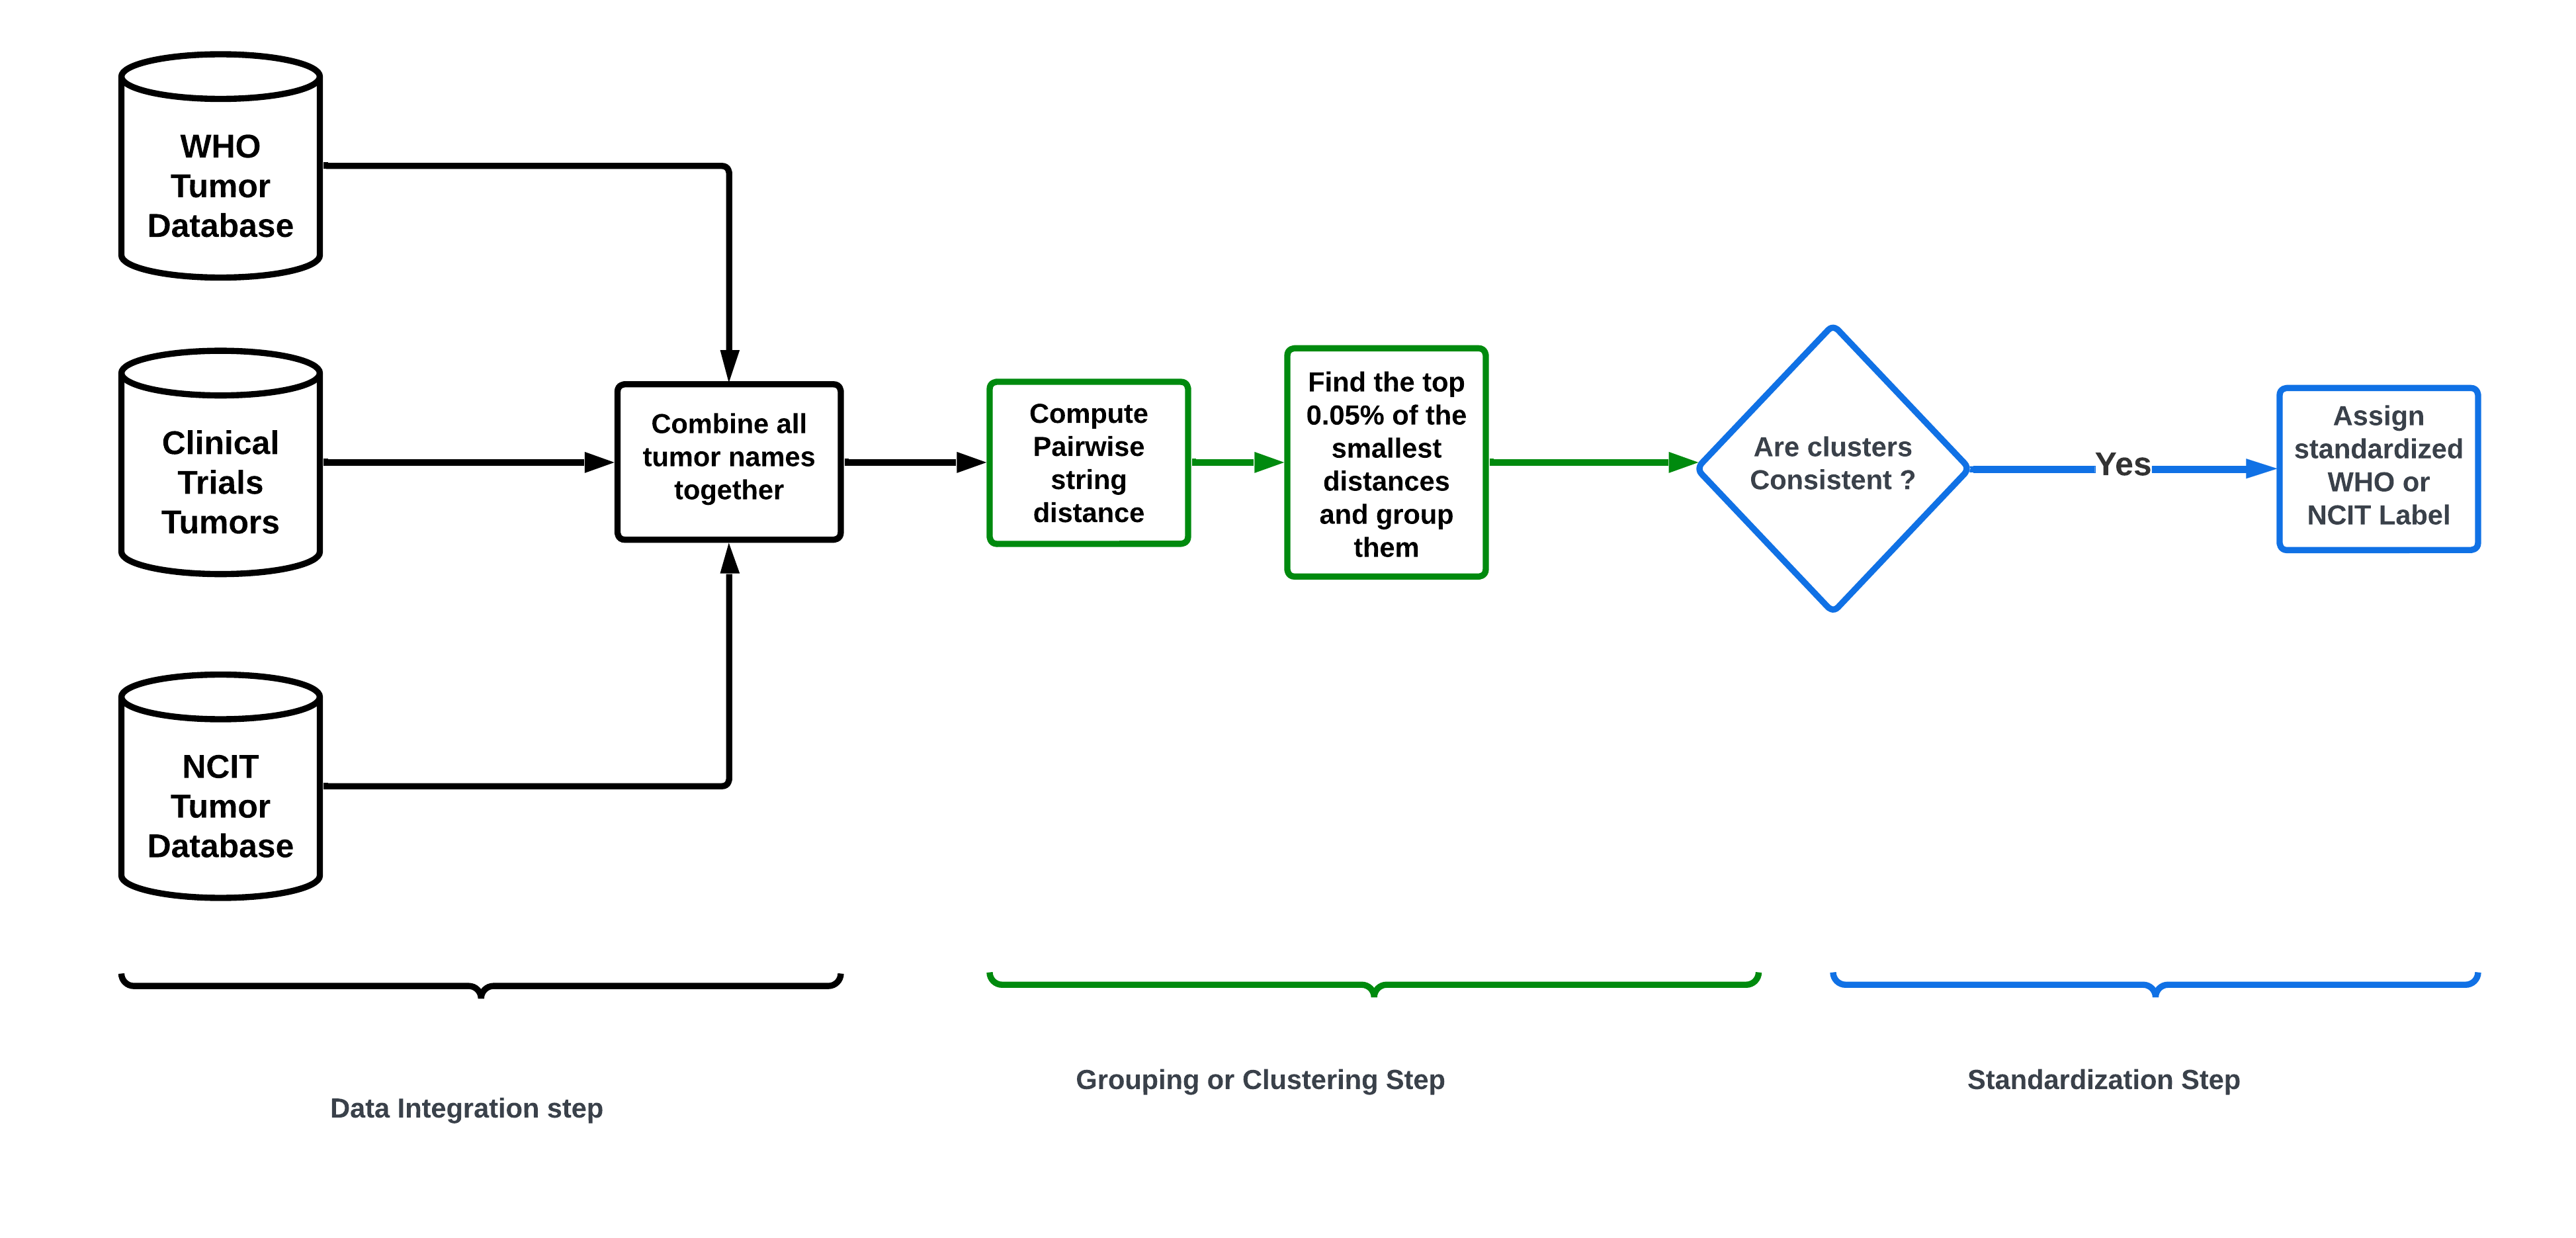 WHO
Tumor
Database
Clinical
Trials
Tumors
NCIT
Tumor
Database
Combine all
tumor names
together
Compute
Pairwise
string
distance
Find the top
0.05% of the
smallest
distances
and group
them
Are clusters
Consistent ?
Yes
Assign
standardized
WHO or
NCIT Label
Data Integration step
Grouping or Clustering Step
Standardization Step